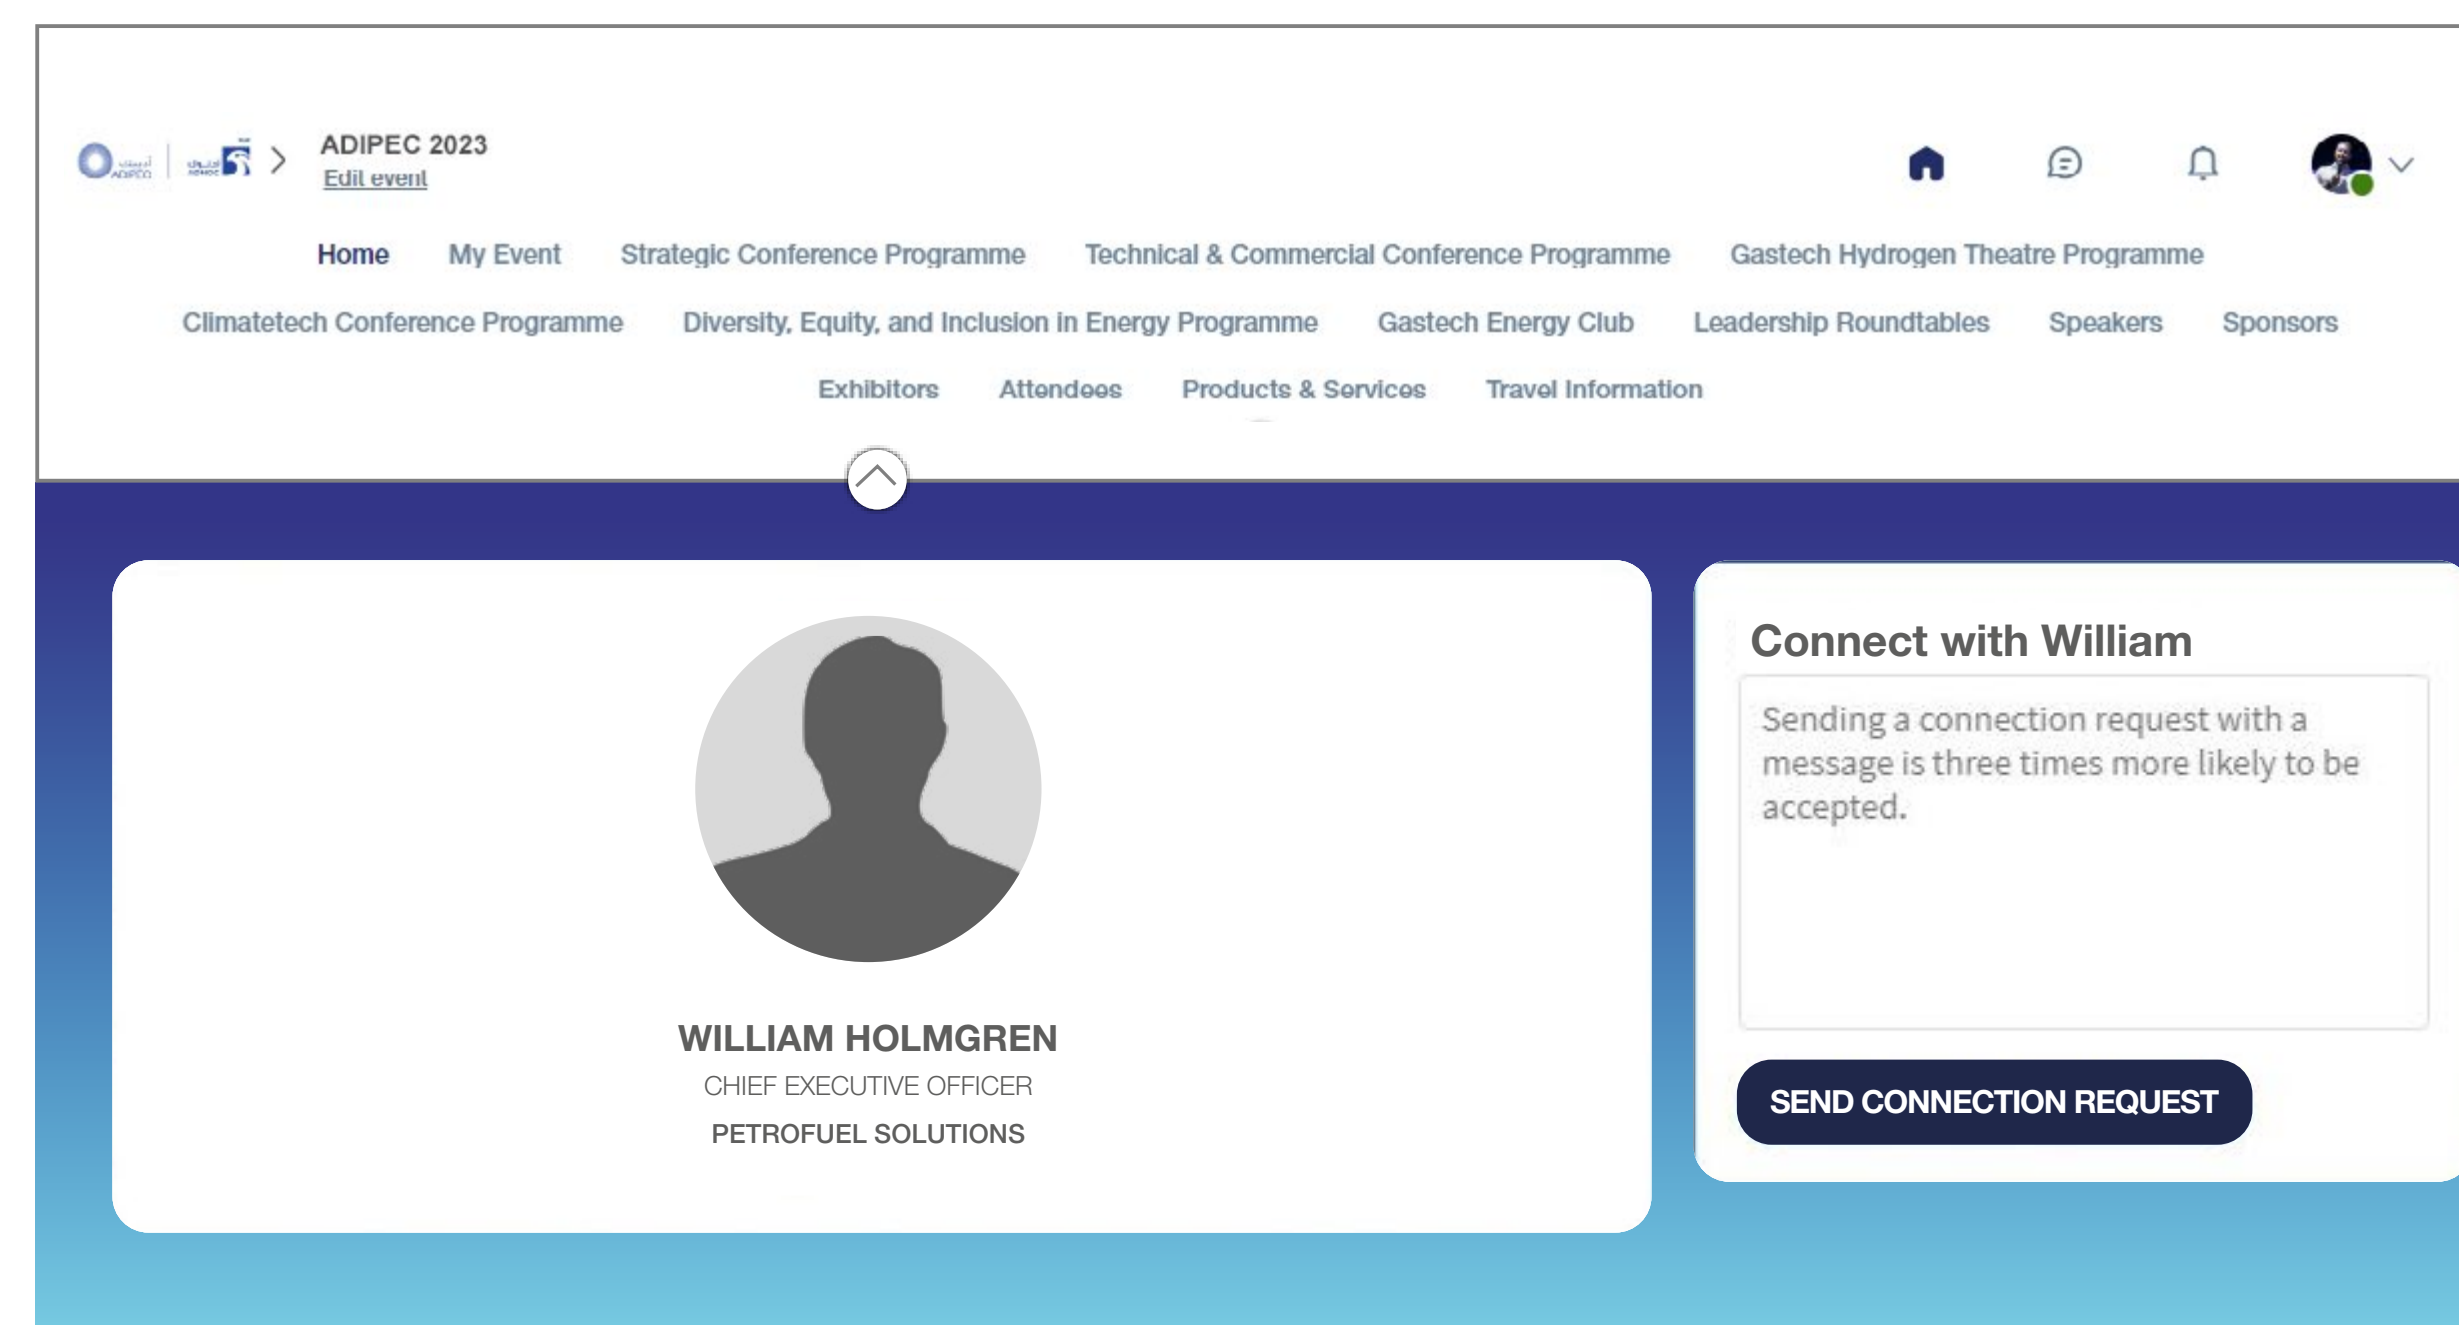 ADIPEC 2023
Edit event
Home My Event Strategic Conference Programme Technical & Commercial Conference Programme Gastech Hydrogen Theatre Programme
Climatetech Conference Programme Diversity, Equity, and Inclusion in Energy Programme Gastech Energy Club Leadership Roundtables Speakers Sponsors
Exhibitors Attendees Products & Services Travel Information
WILLIAM HOLMGREN
CHIEF EXECUTIVE OFFICER
PETROFUEL SOLUTIONS
Connect with William
Sending a connection request with a
message is three times more likely to be
accepted.
SEND CONNECTION REQUEST